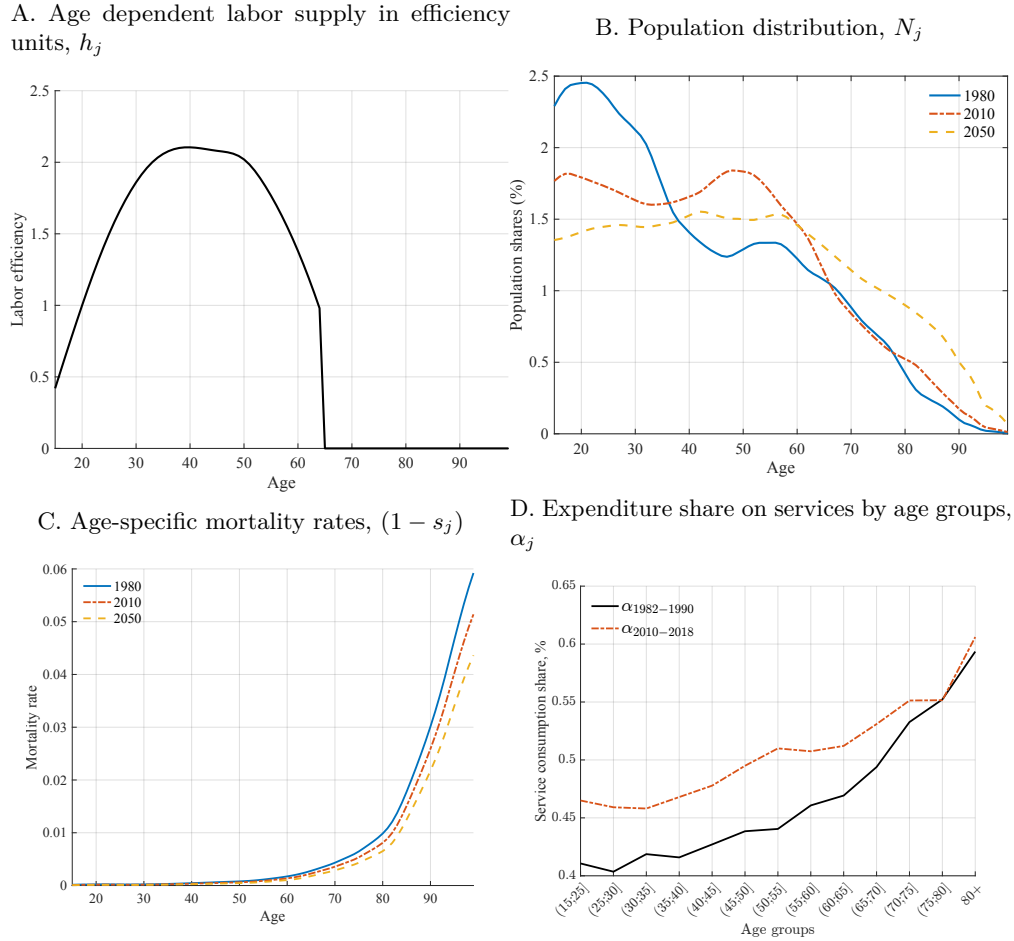 A. Age dependent labor supply in efficiency
units, h_j
2.5
2
1.5
1
0.5
0
Labor efficiency
20 30 40 50 60 70 80 90
Age
B. Population distribution, N_j
2.5
2
1.5
1
0.5
0
Population shares (%)
1980
2010
2050
20 30 40 50 60 70 80 90
Age
C. Age-specific mortality rates, (1 − s_j)
0.06
0.05
0.04
0.03
0.02
0.01
0
Mortality rate
1980
2010
2050
20 30 40 50 60 70 80 90
Age
D. Expenditure share on services by age groups,
α_j
0.65
0.6
0.55
0.5
0.45
0.4
Service consumption share, %
α_1982−1990
α_2010−2018
(15;25] (25;30] (30;35] (35;40] (40;45] (45;50] (50;55] (55;60] (60;65] (65;70] (70;75] (75;80] 80+
Age groups